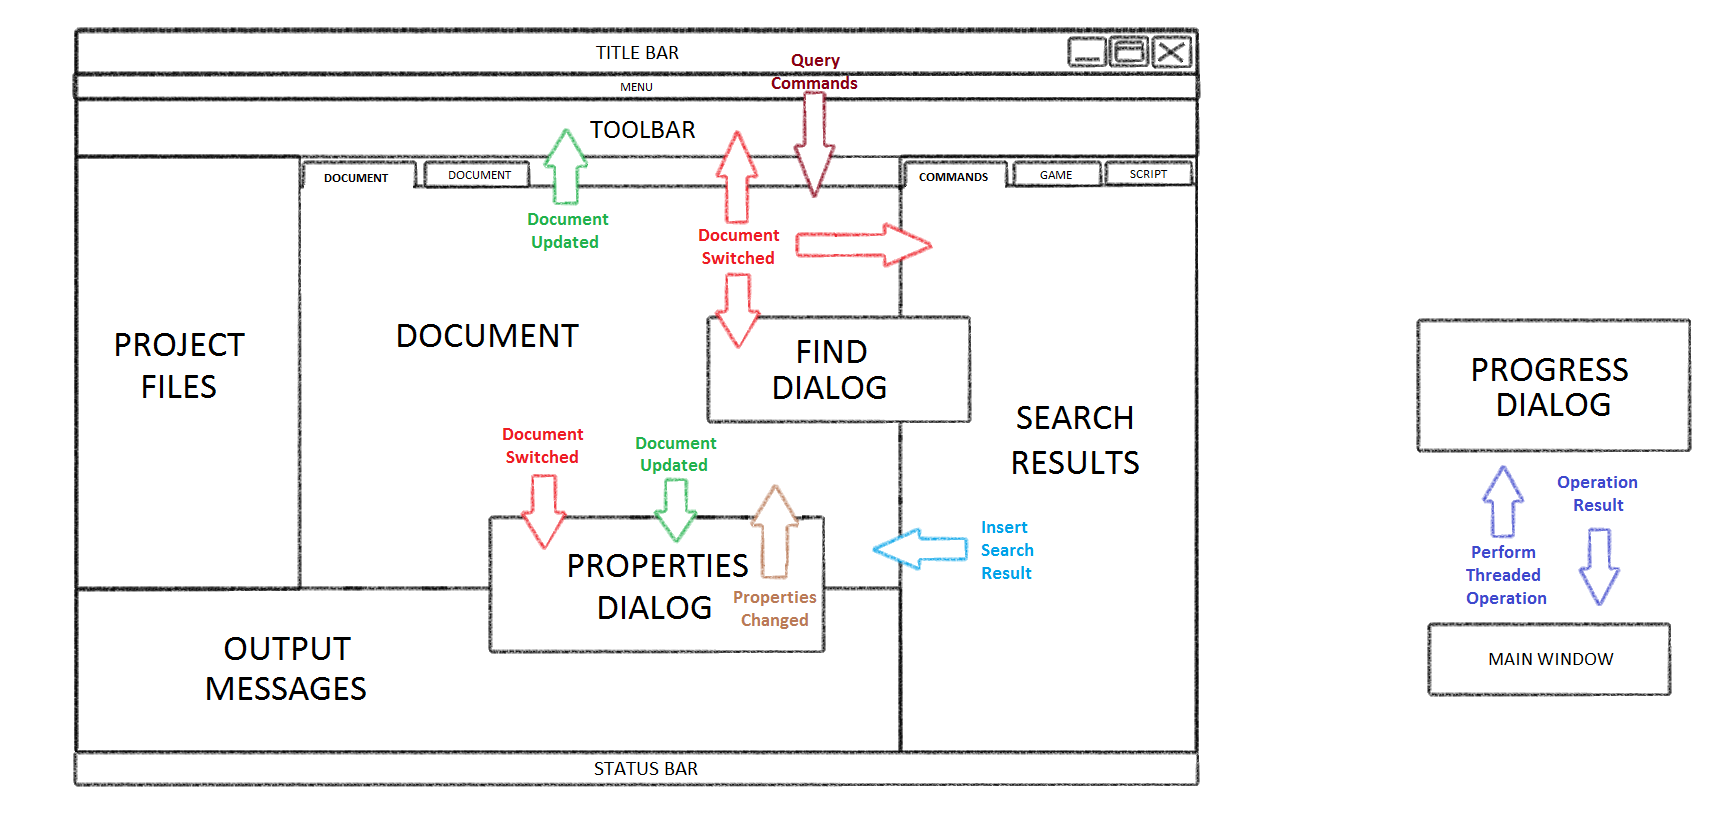 TITLE BAR
Query
Commands
MENU
TOOLBAR
DOCUMENT
DOCUMENT
COMMANDS
GAME
SCRIPT
Document
Updated
Document
Switched
PROJECT
FILES
DOCUMENT
FIND
DIALOG
SEARCH
RESULTS
Document
Switched
Document
Updated
Insert
Search
Result
PROPERTIES
DIALOG
Properties
Changed
OUTPUT
MESSAGES
STATUS BAR
PROGRESS
DIALOG
Operation
Result
Perform
Threaded
Operation
MAIN WINDOW